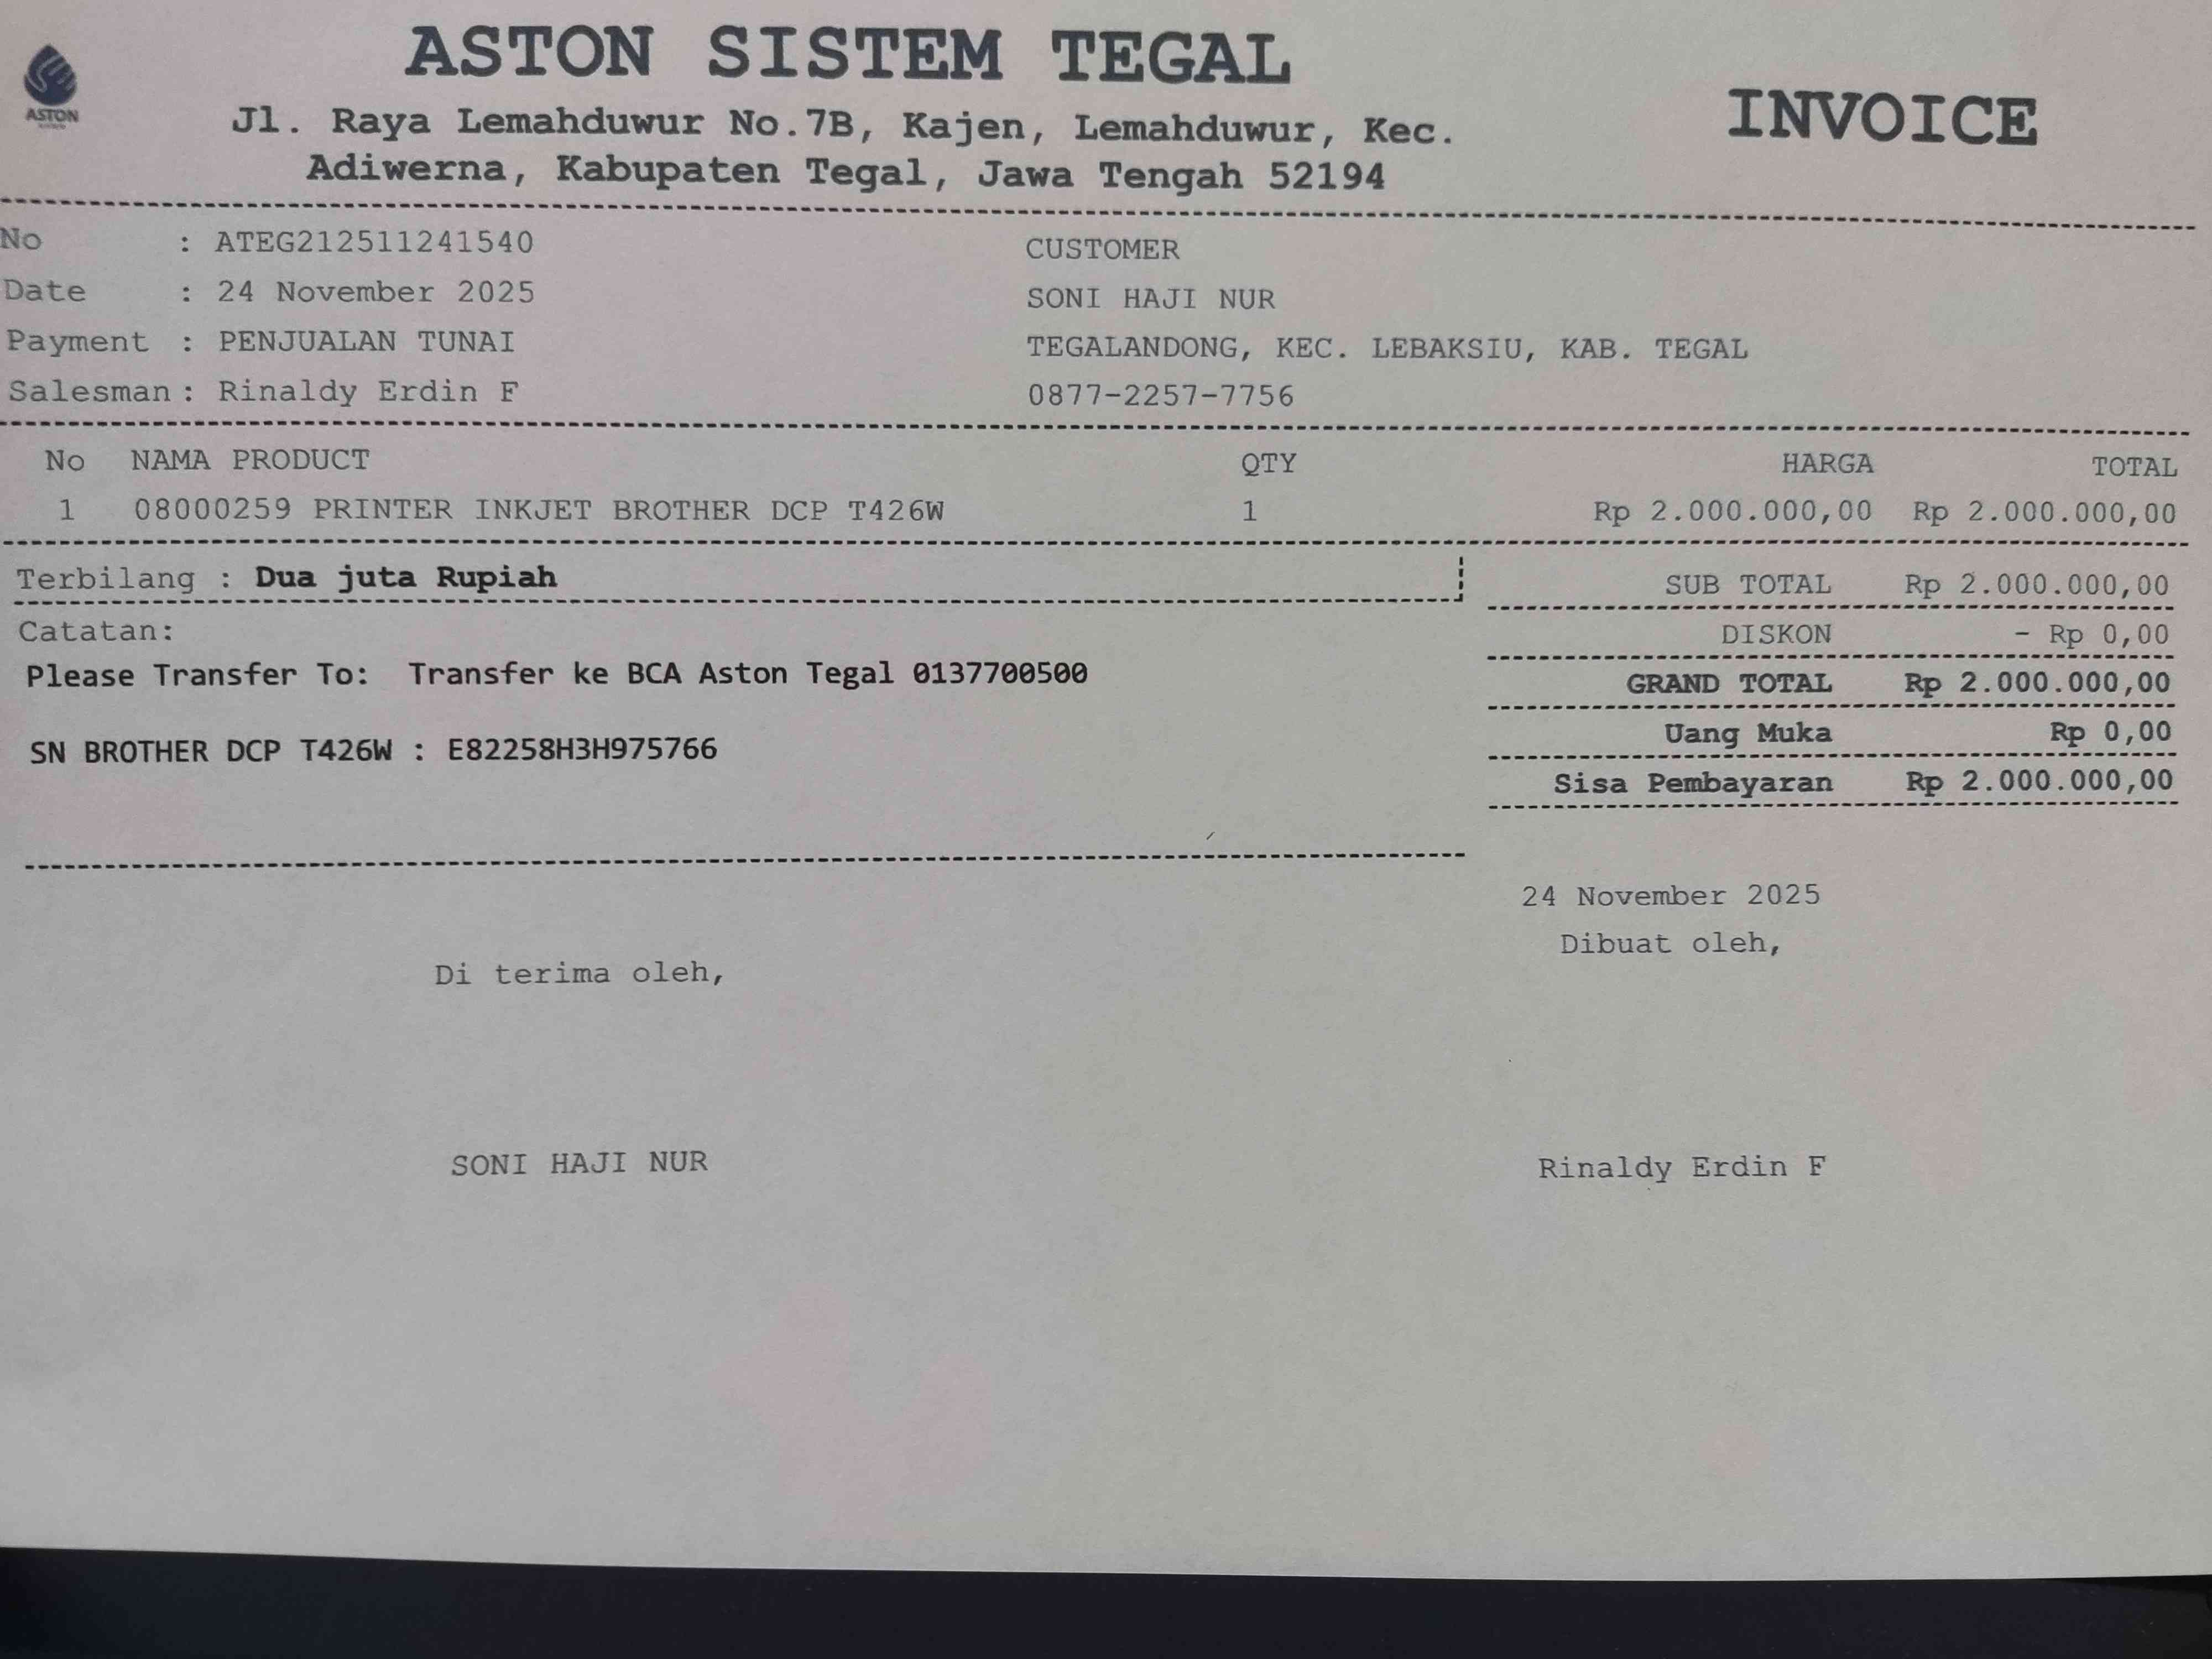 ASTON SISTEM TEGAL
ASTON
INVOICE
Jl. Raya Lemahduwur No.7B, Kajen, Lemahduwur, Kec.
Adiwerna, Kabupaten Tegal, Jawa Tengah 52194
No : ATEG212511241540
Date : 24 November 2025
Payment : PENJUALAN TUNAI
Salesman : Rinaldy Erdin F
CUSTOMER
SONI HAJI NUR
TEGALANDONG, KEC. LEBAKSIU, KAB. TEGAL
0877-2257-7756
No NAMA PRODUCT QTY HARGA TOTAL
1 08000259 PRINTER INKJET BROTHER DCP T426W 1 Rp 2.000.000,00 Rp 2.000.000,00
Terbilang : Dua juta Rupiah
Catatan:
Please Transfer To: Transfer ke BCA Aston Tegal 0137700500
SN BROTHER DCP T426W : E82258H3H975766
SUB TOTAL Rp 2.000.000,00
DISKON - Rp 0,00
GRAND TOTAL Rp 2.000.000,00
Uang Muka Rp 0,00
Sisa Pembayaran Rp 2.000.000,00
24 November 2025
Dibuat oleh,
Di terima oleh,
SONI HAJI NUR
Rinaldy Erdin F